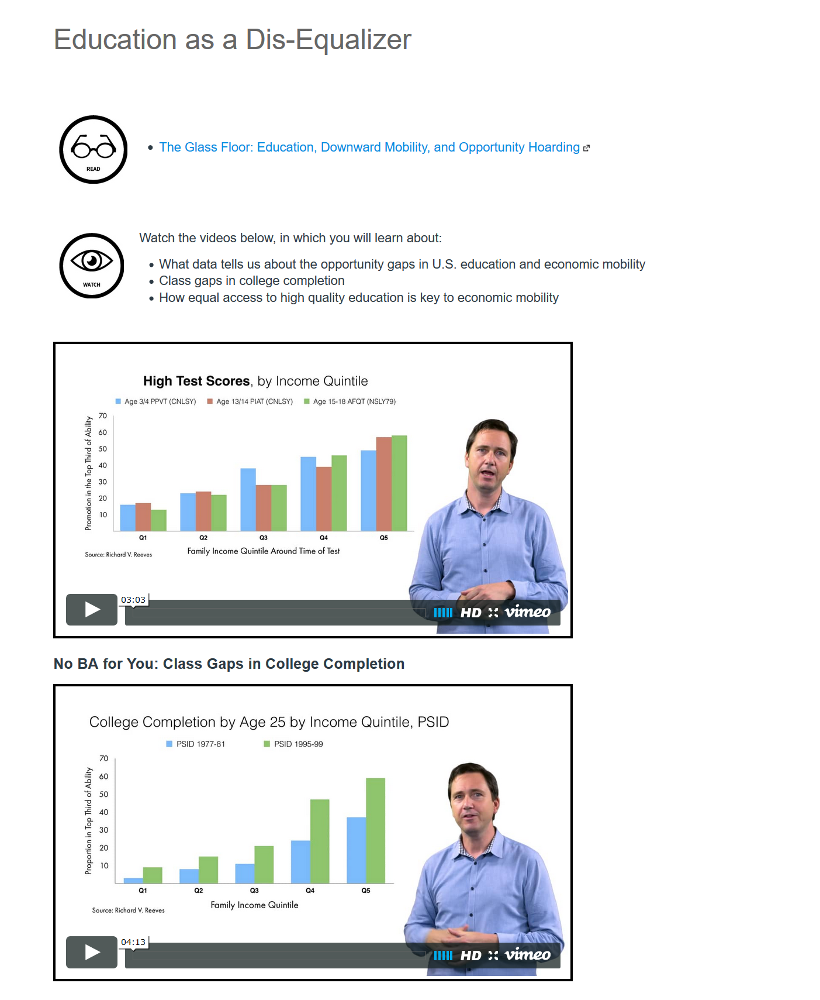 Education as a Dis-Equalizer
READ
The Glass Floor: Education, Downward Mobility, and Opportunity Hoarding
WATCH
Watch the videos below, in which you will learn about:
What data tells us about the opportunity gaps in U.S. education and economic mobility
Class gaps in college completion
How equal access to high quality education is key to economic mobility
High Test Scores, by Income Quintile
Age 3/4 PPVT (CNLSY) Age 13/14 PIAT (CNLSY) Age 15-18 AFQT (NSLY79)
Promotion in the Top Third of Ability
70
60
50
40
30
20
10
Q1 Q2 Q3 Q4 Q5
Family Income Quintile Around Time of Test
Source: Richard V. Reeves
03:03
HD vimeo
No BA for You: Class Gaps in College Completion
College Completion by Age 25 by Income Quintile, PSID
PSID 1977-81 PSID 1995-99
Proportion in Top Third of Ability
70
60
50
40
30
20
10
Q1 Q2 Q3 Q4 Q5
Family Income Quintile
Source: Richard V. Reeves
04:13
HD vimeo